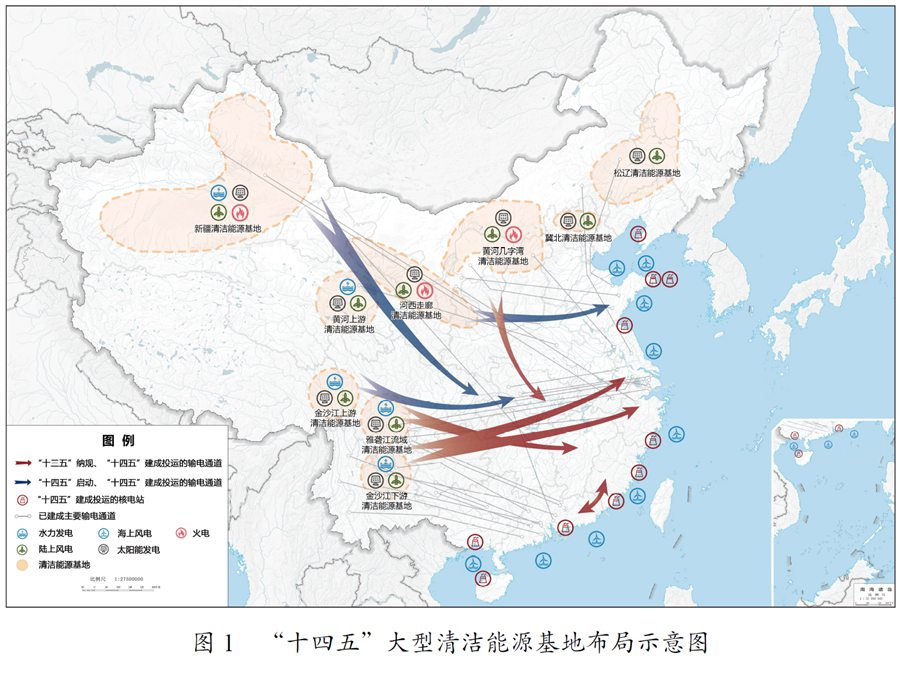 新疆清洁能源基地
松辽清洁能源基地
冀北清洁能源基地
黄河几字湾
清洁能源基地
河西走廊
清洁能源基地
黄河上游
清洁能源基地
金沙江上游
清洁能源基地
雅砻江流域
清洁能源基地
金沙江下游
清洁能源基地
图 例
“十三五”纳规、“十四五”建成投运的输电通道
“十四五”启动、“十四五”建成投运的输电通道
“十四五”建成投运的核电站
已建成主要输电通道
水力发电 海上风电 火电
陆上风电 太阳能发电
清洁能源基地
比例尺 1:27500000
南海诸岛
图 1 “十四五”大型清洁能源基地布局示意图